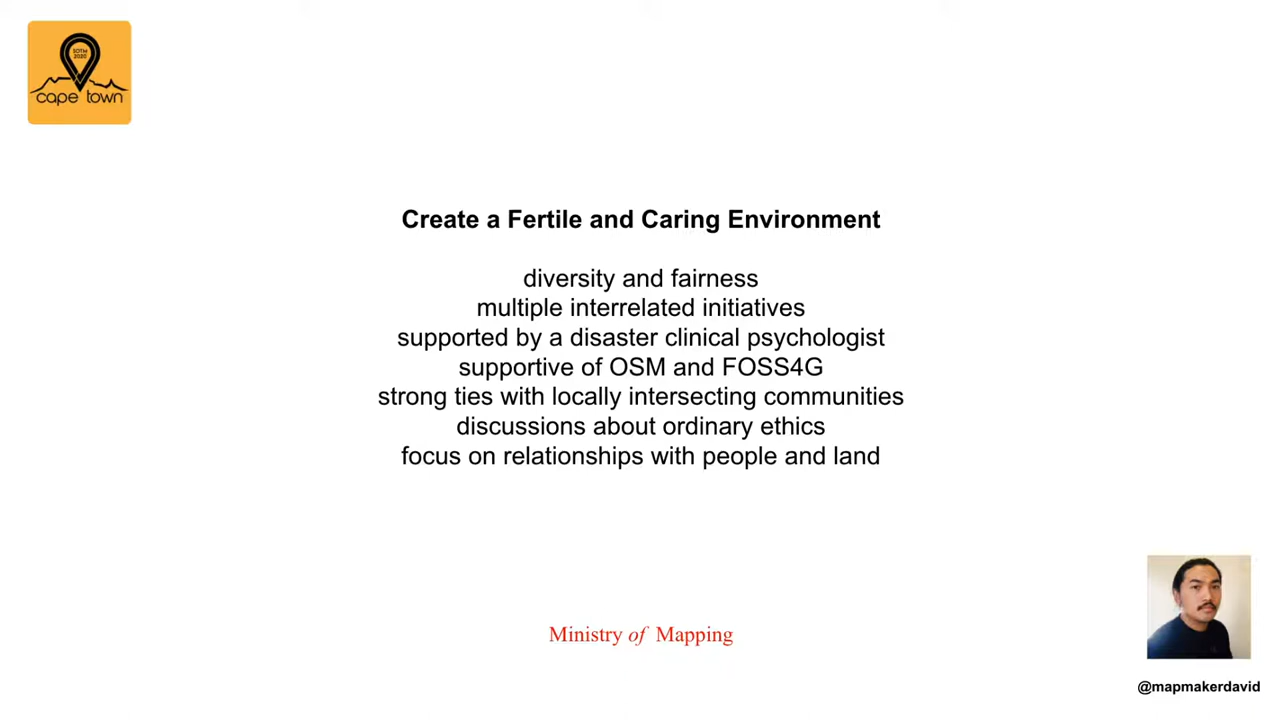 SOTM
2020
cape town
Create a Fertile and Caring Environment
diversity and fairness
multiple interrelated initiatives
supported by a disaster clinical psychologist
supportive of OSM and FOSS4G
strong ties with locally intersecting communities
discussions about ordinary ethics
focus on relationships with people and land
Ministry of Mapping
@mapmakerdavid